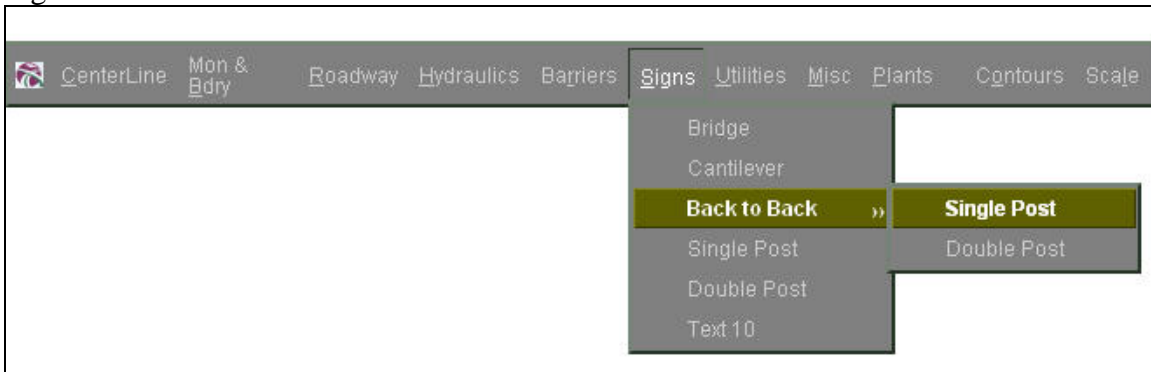 CenterLine Mon & Bdry Roadway Hydraulics Barriers Signs Utilities Misc Plants Contours Scale
Bridge
Cantilever
Back to Back » Single Post
Single Post Double Post
Double Post
Text 10